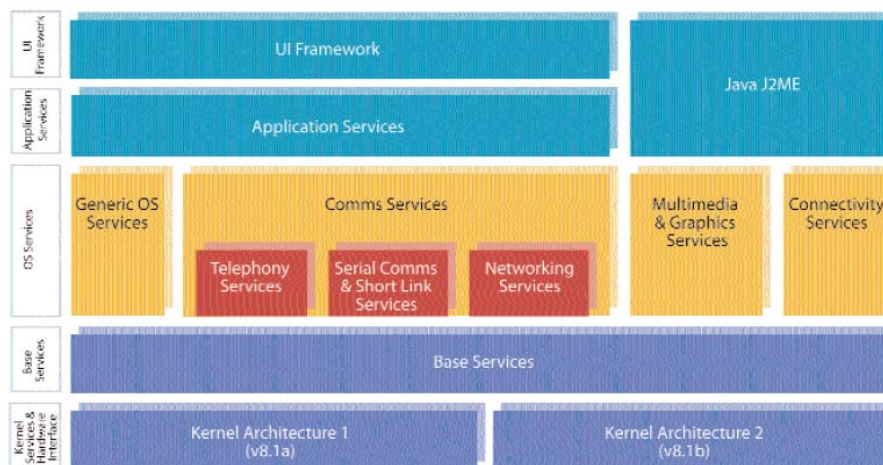 UI
Framework
UI Framework
Java J2ME
Application
Services
Application Services
OS Services
Generic OS
Services
Comms Services
Telephony
Services
Serial Comms
& Short Link
Services
Networking
Services
Multimedia
& Graphics
Services
Connectivity
Services
Base
Services
Base Services
Kernel
Services &
Hardware
Interface
Kernel Architecture 1
(v8.1a)
Kernel Architecture 2
(v8.1b)